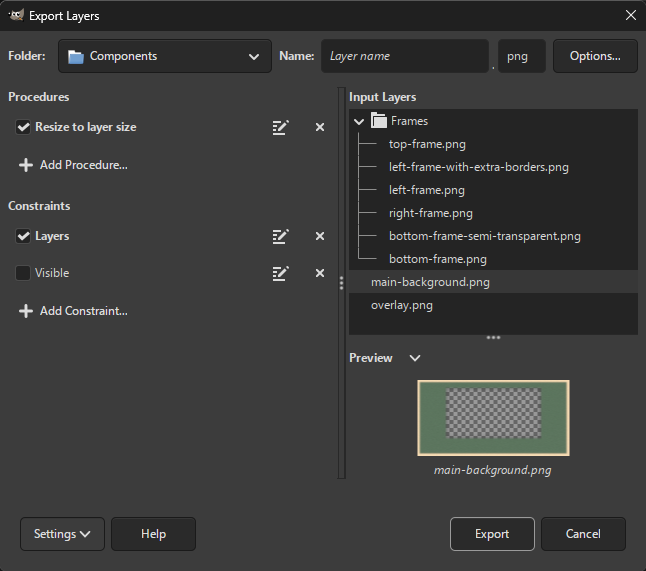 Export Layers
Folder: Components Name: Layer name . png Options...
Procedures
Resize to layer size
Add Procedure...
Constraints
Layers
Visible
Add Constraint...
Input Layers
Frames
top-frame.png
left-frame-with-extra-borders.png
left-frame.png
right-frame.png
bottom-frame-semi-transparent.png
bottom-frame.png
main-background.png
overlay.png
Preview
main-background.png
Settings Help Export Cancel